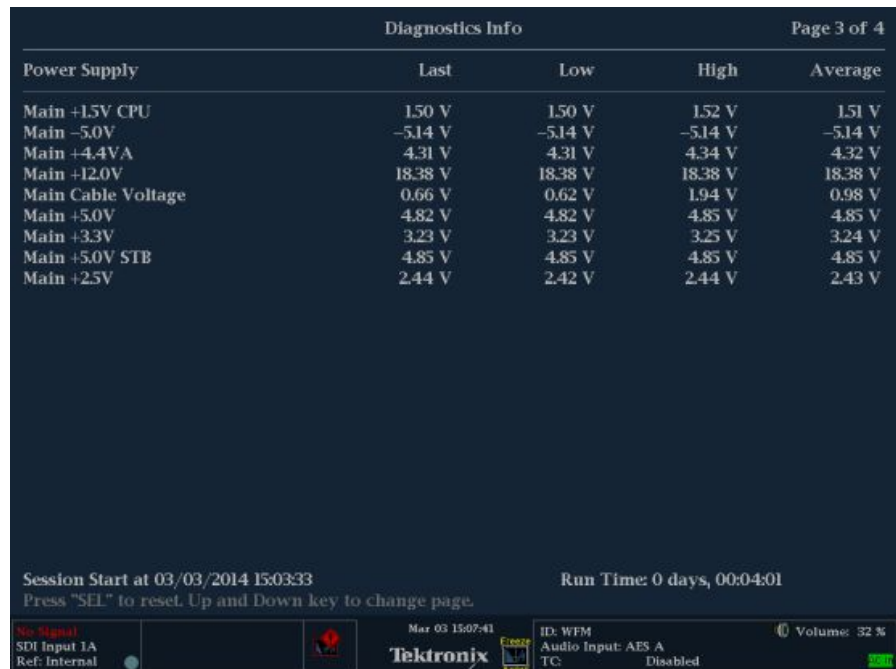 Diagnostics Info Page 3 of 4
Power Supply Last Low High Average
Main +1.5V CPU 1.50 V 1.50 V 1.52 V 1.51 V
Main -5.0V -5.14 V -5.14 V -5.14 V -5.14 V
Main +4.4VA 4.31 V 4.31 V 4.34 V 4.32 V
Main +12.0V 18.38 V 18.38 V 18.38 V 18.38 V
Main Cable Voltage 0.66 V 0.62 V 1.94 V 0.98 V
Main +5.0V 4.82 V 4.82 V 4.85 V 4.85 V
Main +3.3V 3.23 V 3.23 V 3.25 V 3.24 V
Main +5.0V STB 4.85 V 4.85 V 4.85 V 4.85 V
Main +2.5V 2.44 V 2.42 V 2.44 V 2.43 V
Session Start at 03/03/2014 15:03:33 Run Time: 0 days, 00:04:01
Press "SEL" to reset. Up and Down key to change page.
No Signal
SDI Input 1A
Ref: Internal
Mar 03 15:07:41
Tektronix
Freeze
ID: WFM
Audio Input: AES A
TC: Disabled
Volume: 32 %